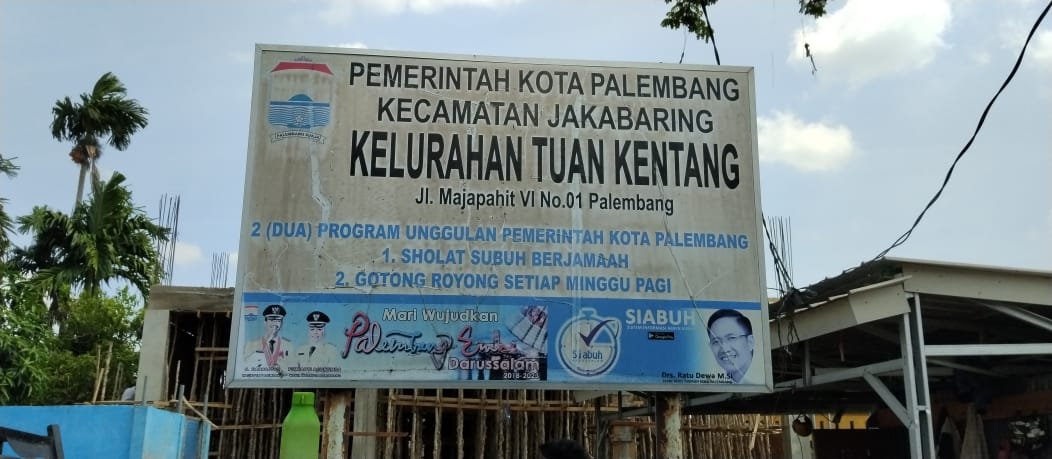 PEMERINTAH KOTA PALEMBANG
KECAMATAN JAKABARING
KELURAHAN TUAN KENTANG
Jl. Majapahit VI No.01 Palembang
2 (DUA) PROGRAM UNGGULAN PEMERINTAH KOTA PALEMBANG
1. SHOLAT SUBUH BERJAMAAH
2. GOTONG ROYONG SETIAP MINGGU PAGI
Mari Wujudkan
Palembang Emas
Darussalam
2018-2023
Siabuh
SIABUH
Drs. Ratu Dewa M.Si